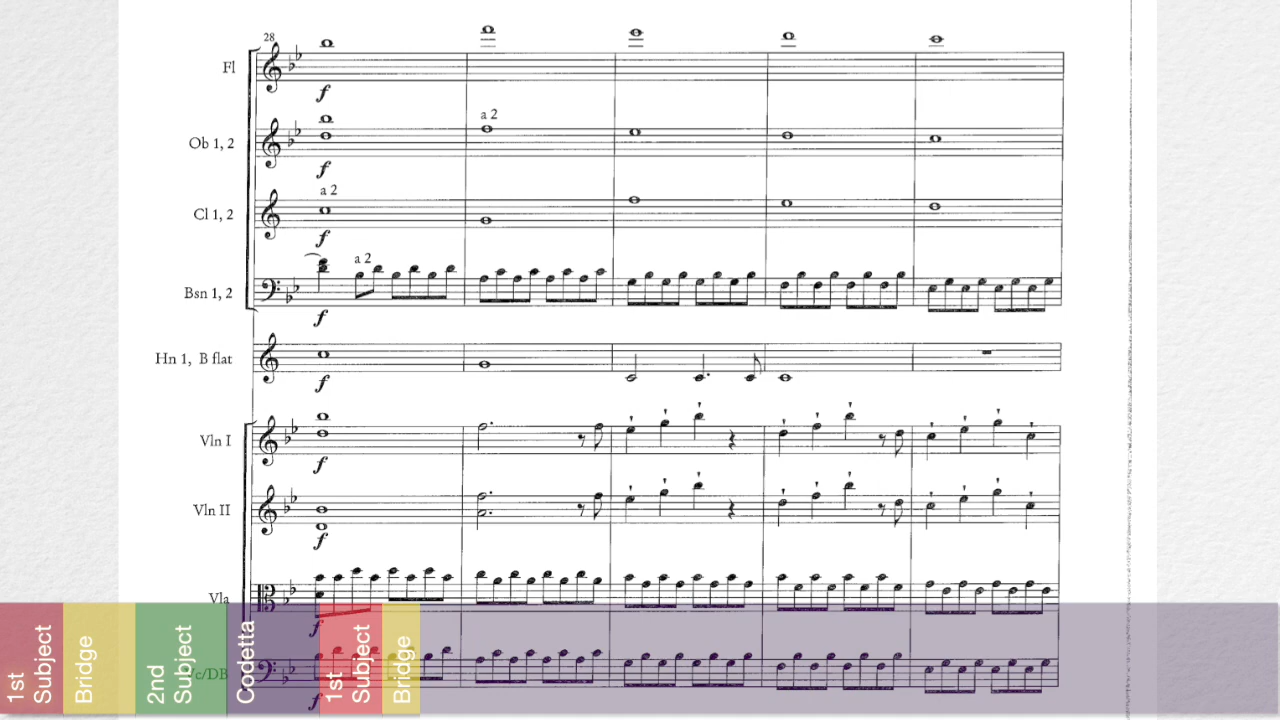 28
Fl
f
a 2
Ob 1, 2
f
a 2
Cl 1, 2
f
a 2
Bsn 1, 2
f
Hn 1, B flat
f
Vln I
f
Vln II
f
Vla
f
Vc/DB
f
1st
Subject
Bridge
2nd
Subject
Codetta
1st
Subject
Bridge